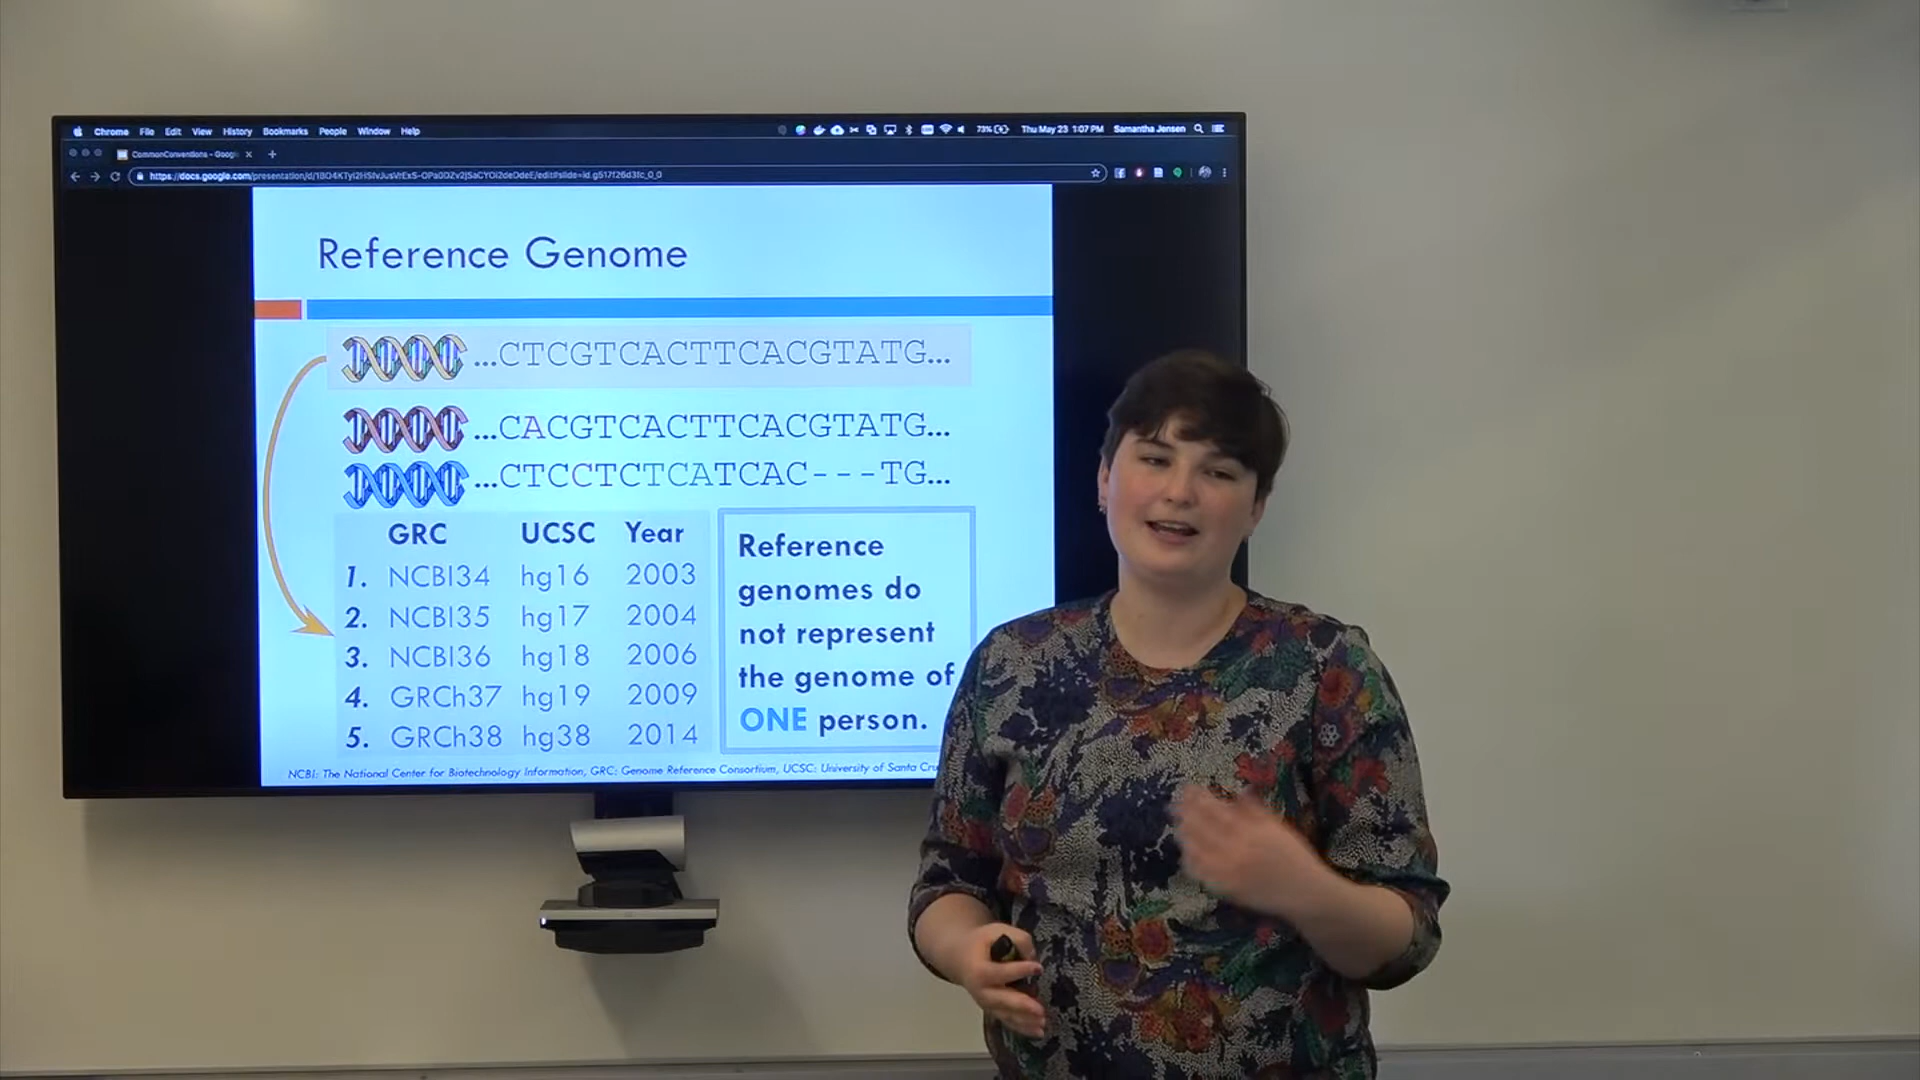 Chrome File Edit View History Bookmarks People Window Help 73% Thu May 23 1:07 PM Samantha Jensen
CommonConventions - Googl
Reference Genome
...CTCGTCACTTCACGTATG...
...CACGTCACTTCACGTATG...
...CTCCTCTCATCAC---TG...
GRC UCSC Year
1. NCBI34 hg16 2003
2. NCBI35 hg17 2004
3. NCBI36 hg18 2006
4. GRCh37 hg19 2009
5. GRCh38 hg38 2014
Reference
genomes do
not represent
the genome of
ONE person.
NCBI: The National Center for Biotechnology Information, GRC: Genome Reference Consortium, UCSC: University of Santa Cru